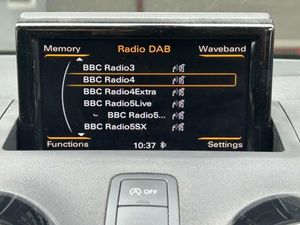 Memory Radio DAB Waveband
BBC Radio3
BBC Radio4
BBC Radio4Extra
BBC Radio5Live
BBC Radio5...
BBC Radio5SX
Functions 10:37 Settings
OFF